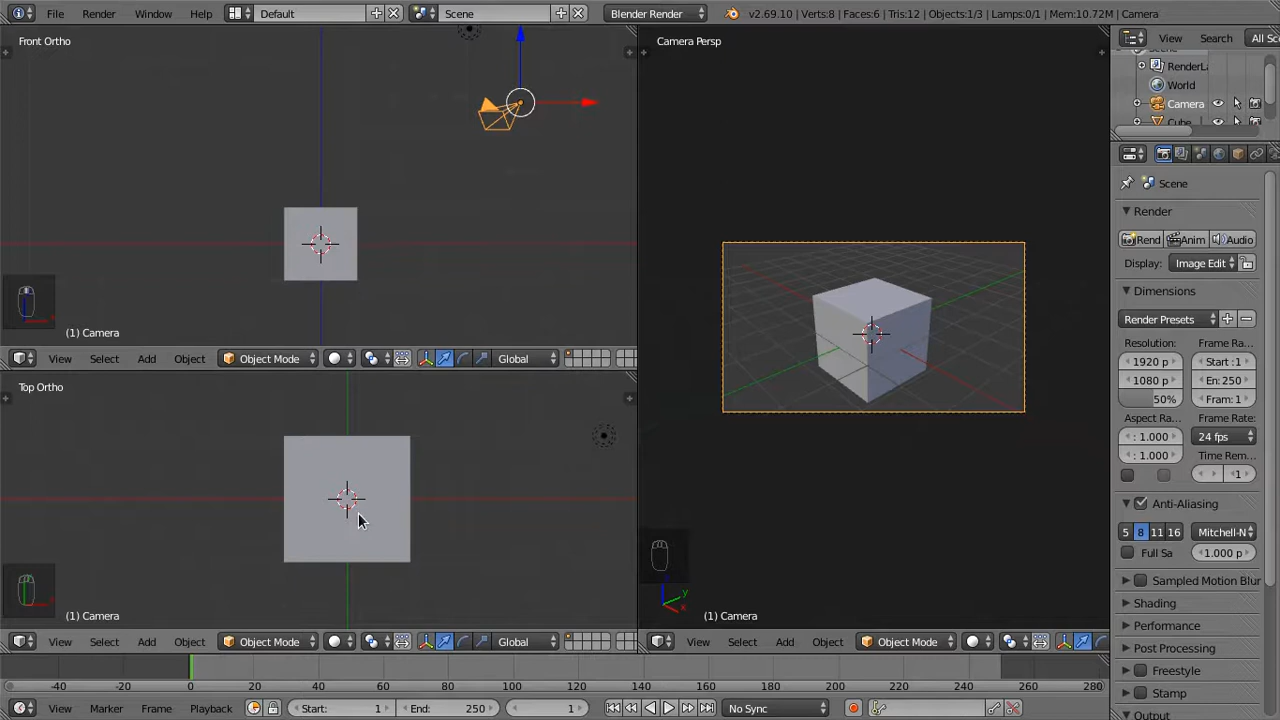 File Render Window Help Default Scene Blender Render v2.69.10 | Verts:8 | Faces:6 | Tris:12 | Objects:1/3 | Lamps:0/1 | Mem:10.72M | Camera
Front Ortho
(1) Camera
View Select Add Object Object Mode Global
Top Ortho
(1) Camera
View Select Add Object Object Mode Global
Camera Persp
(1) Camera
View Select Add Object Object Mode
View Search All Sc
RenderLa
World
Camera
Cube
Scene
Render
Rend Anim Audio
Display: Image Edit
Dimensions
Render Presets
Resolution: Frame Ra...
1920 p Start :1
1080 p En: 250
50% Fram: 1
Aspect Ra... Frame Rate:
: 1.000 24 fps
: 1.000 Time Rem...
1
Anti-Aliasing
5 8 11 16 Mitchell-N
Full Sa 1.000 p
Sampled Motion Blur
Shading
Performance
Post Processing
Freestyle
Stamp
Output
-40 -20 0 20 40 60 80 100 120 140 160 180 200 220 240 260 280
View Marker Frame Playback Start: 1 End: 250 1 No Sync